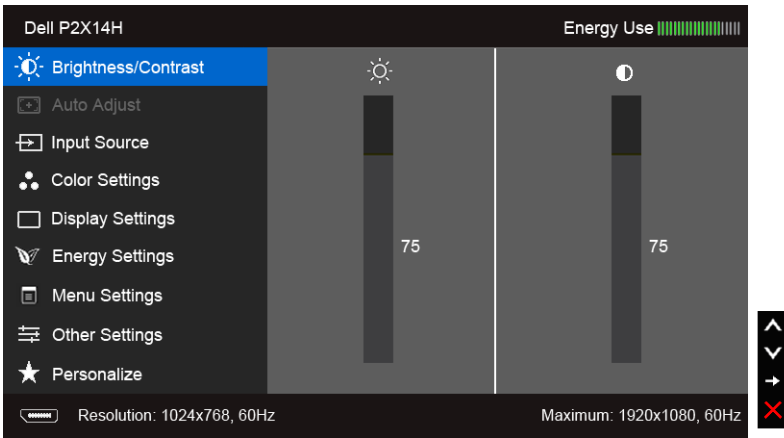 Dell P2X14H
Energy Use
Brightness/Contrast
Auto Adjust
Input Source
Color Settings
Display Settings
Energy Settings
Menu Settings
Other Settings
Personalize
75
75
Resolution: 1024x768, 60Hz
Maximum: 1920x1080, 60Hz